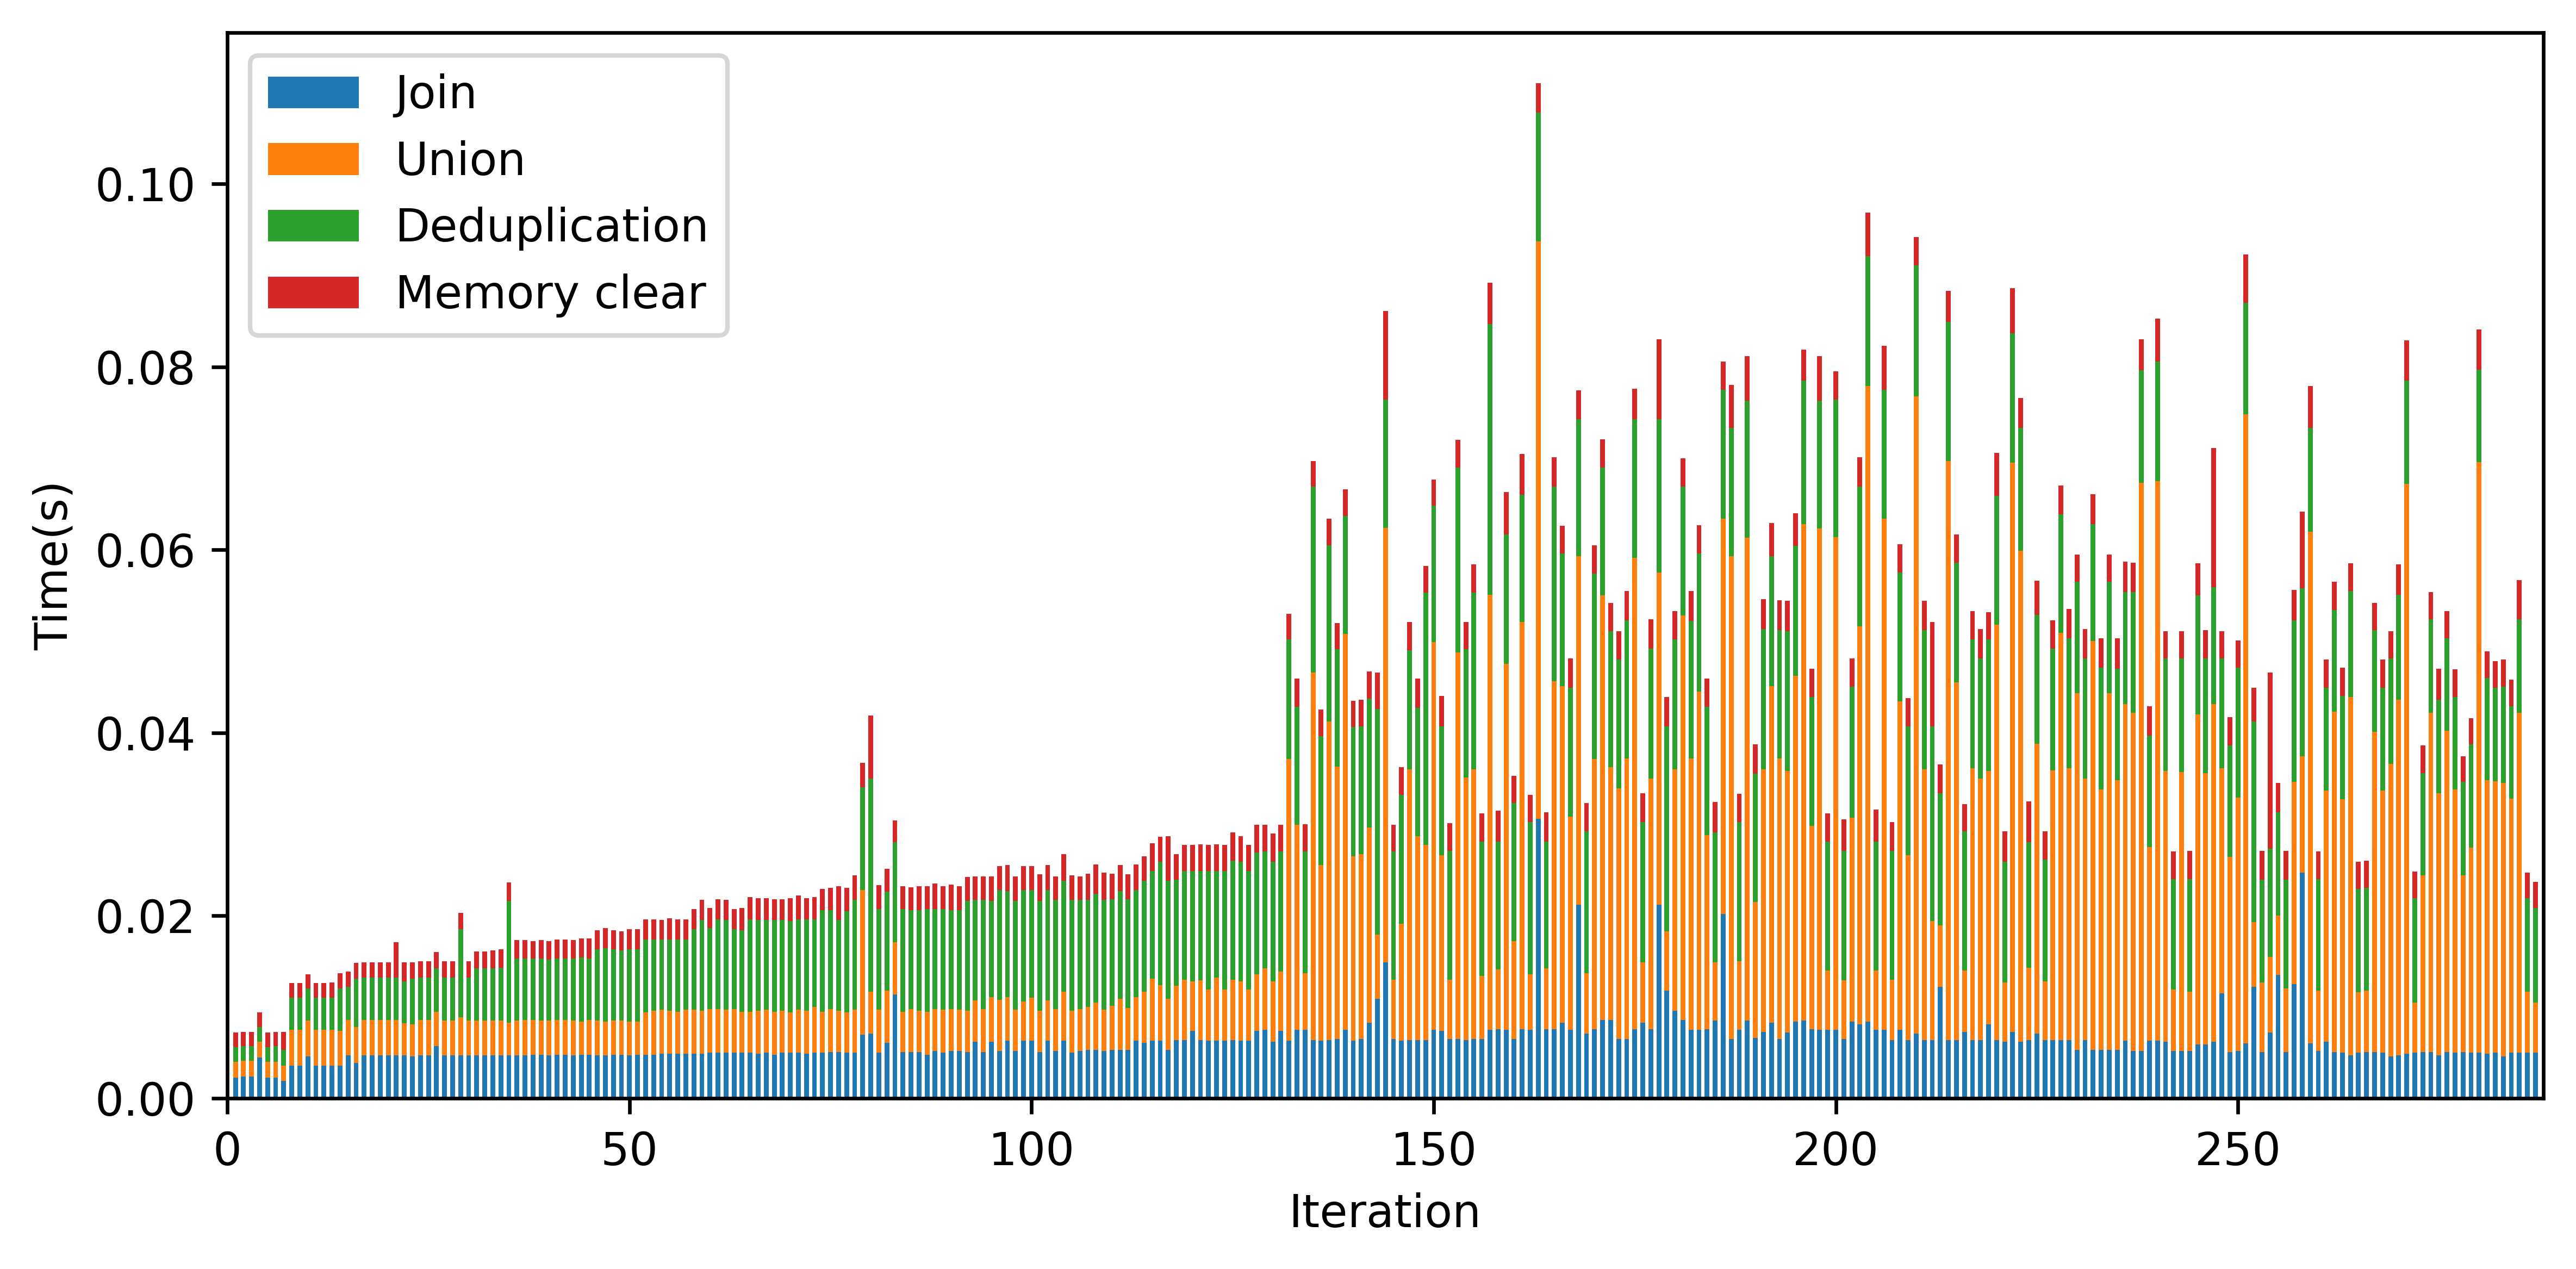 Join
Union
Deduplication
Memory clear
0.10
0.08
0.06
0.04
0.02
0.00
Time(s)
0 50 100 150 200 250
Iteration